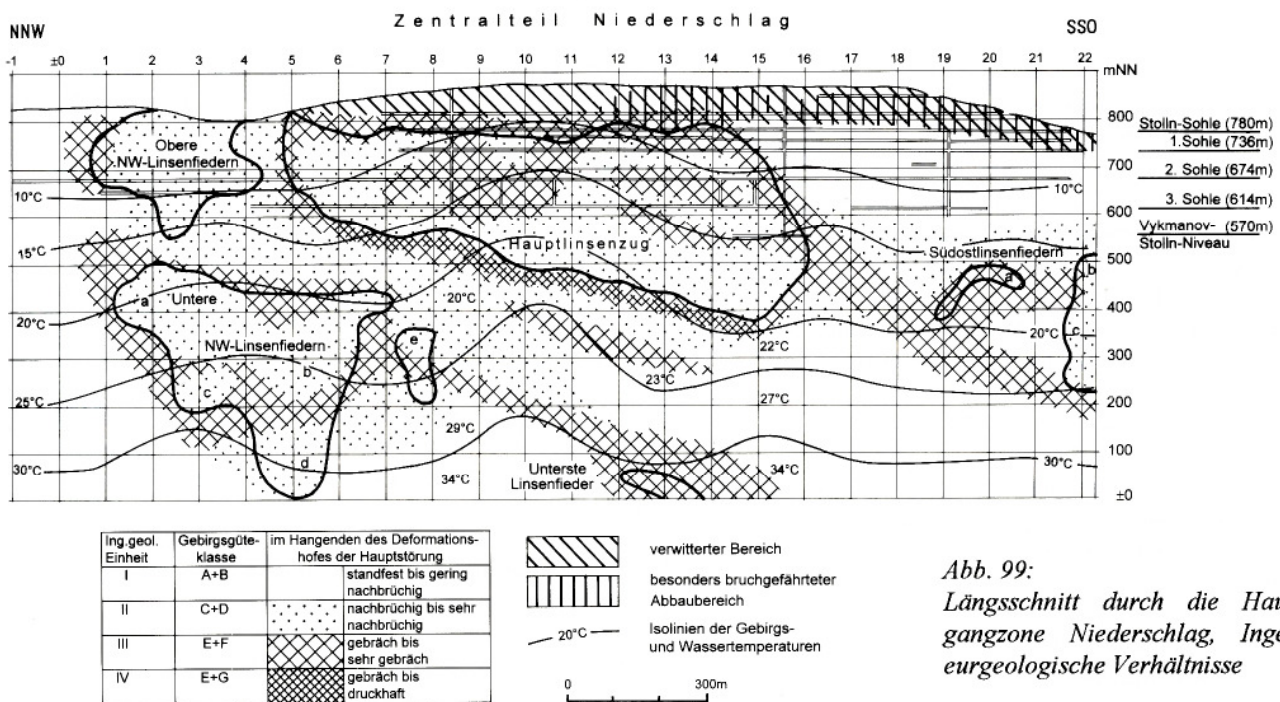 Zentralteil Niederschlag
NNW
SSO
-1 ±0 1 2 3 4 5 6 7 8 9 10 11 12 13 14 15 16 17 18 19 20 21 22 mNN
800
700
600
500
400
300
200
100
±0
Stolln-Sohle (780m)
1.Sohle (736m)
2. Sohle (674m)
3. Sohle (614m)
Vykmanov- (570m)
Stolln-Niveau
Obere
NW-Linsenfiedern
10°C
10°C
15°C
Hauptlinsenzug
Südostlinsenfiedern
a
b
a
Untere
20°C
20°C
20°C
c
NW-Linsenfiedern
e
22°C
b
23°C
c
25°C
27°C
29°C
d
30°C
34°C
Unterste
Linsenfieder
34°C
30°C
Ing.geol. Einheit
Gebirgsgüte-
klasse
im Hangenden des Deformations-
hofes der Hauptstörung
I A+B standfest bis gering
nachbrüchig
II C+D nachbrüchig bis sehr
nachbrüchig
III E+F gebräch bis
sehr gebräch
IV E+G gebräch bis
druckhaft
verwitterter Bereich
besonders bruchgefährteter
Abbaubereich
20°C Isolinien der Gebirgs-
und Wassertemperaturen
0 300m
Abb. 99:
Längsschnitt durch die Hau
gangzone Niederschlag, Inge
eurgeologische Verhältnisse